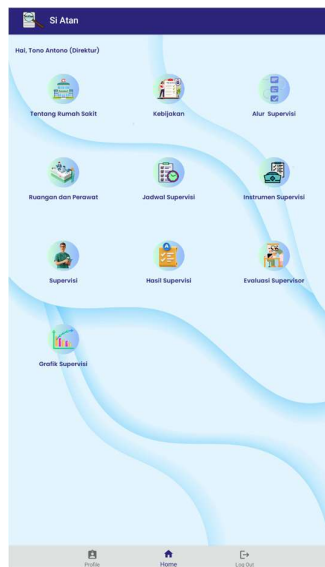 Si Atan
Hai, Tono Antono (Direktur)
Tentang Rumah Sakit
Kebijakan
Alur Supervisi
Ruangan dan Perawat
Jadwal Supervisi
Instrumen Supervisi
Supervisi
Hasil Supervisi
Evaluasi Supervisor
Grafik Supervisi
Profile
Home
Log Out